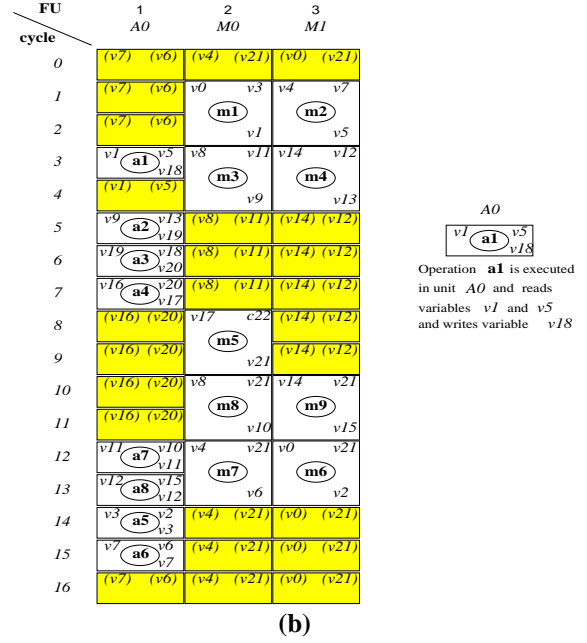 FU 1 2 3
A0 M0 M1
cycle
0 (v7) (v6) (v4) (v21) (v0) (v21)
1 (v7) (v6) v0 v3 v4 v7
m1 m2
2 (v7) (v6) v1 v5
3 v1 a1 v5 v18 v8 v11 v14 v12
m3 m4
4 (v1) (v5) v9 v13
5 v9 a2 v13 v19 (v8) (v11) (v14) (v12)
6 v19 a3 v18 v20 (v8) (v11) (v14) (v12)
7 v16 a4 v20 v17 (v8) (v11) (v14) (v12)
8 (v16) (v20) v17 c22 (v14) (v12)
m5
9 (v16) (v20) v21 (v14) (v12)
10 (v16) (v20) v8 v21 v14 v21
m8 m9
11 (v16) (v20) v10 v15
12 v11 a7 v10 v11 v4 v21 v0 v21
m7 m6
13 v12 a8 v15 v12 v6 v2
14 v3 a5 v2 v3 (v4) (v21) (v0) (v21)
15 v7 a6 v6 v7 (v4) (v21) (v0) (v21)
16 (v7) (v6) (v4) (v21) (v0) (v21)
A0
v1 a1 v5 v18
Operation a1 is executed
in unit A0 and reads
variables v1 and v5
and writes variable v18
(b)